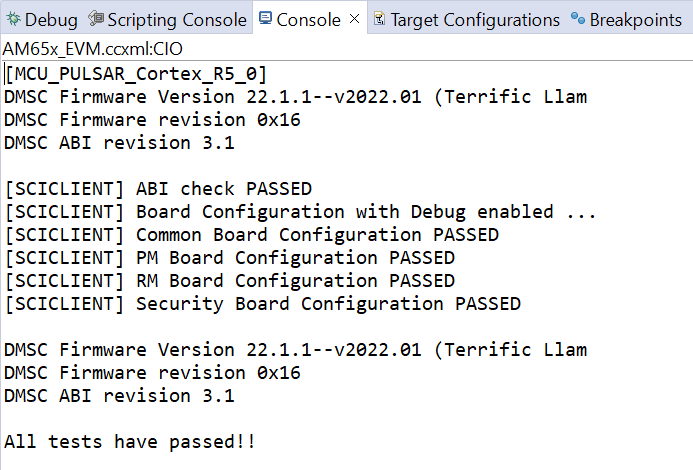 Debug Scripting Console Console Target Configurations Breakpoints
AM65x_EVM.ccxml:CIO
[MCU_PULSAR_Cortex_R5_0]
DMSC Firmware Version 22.1.1--v2022.01 (Terrific Llam
DMSC Firmware revision 0x16
DMSC ABI revision 3.1
[SCICLIENT] ABI check PASSED
[SCICLIENT] Board Configuration with Debug enabled ...
[SCICLIENT] Common Board Configuration PASSED
[SCICLIENT] PM Board Configuration PASSED
[SCICLIENT] RM Board Configuration PASSED
[SCICLIENT] Security Board Configuration PASSED
DMSC Firmware Version 22.1.1--v2022.01 (Terrific Llam
DMSC Firmware revision 0x16
DMSC ABI revision 3.1
All tests have passed!!